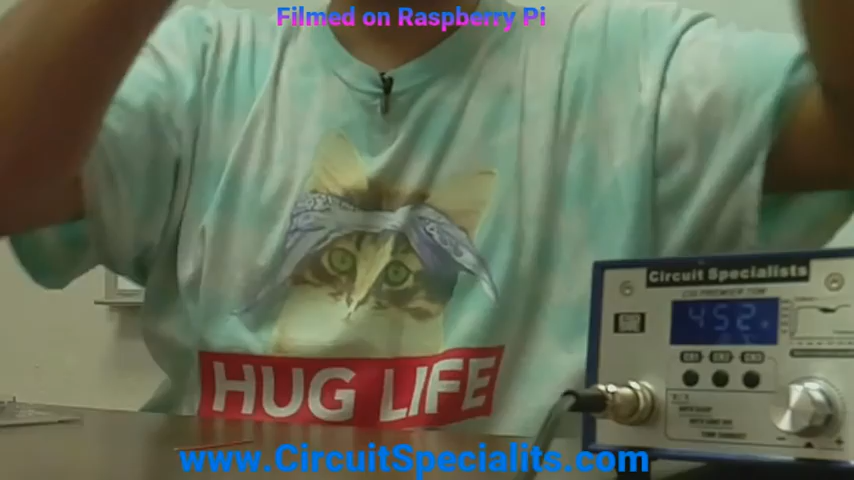 Filmed on Raspberry Pi
Circuit Specialists
452
HUG LIFE
www.CircuitSpecialits.com